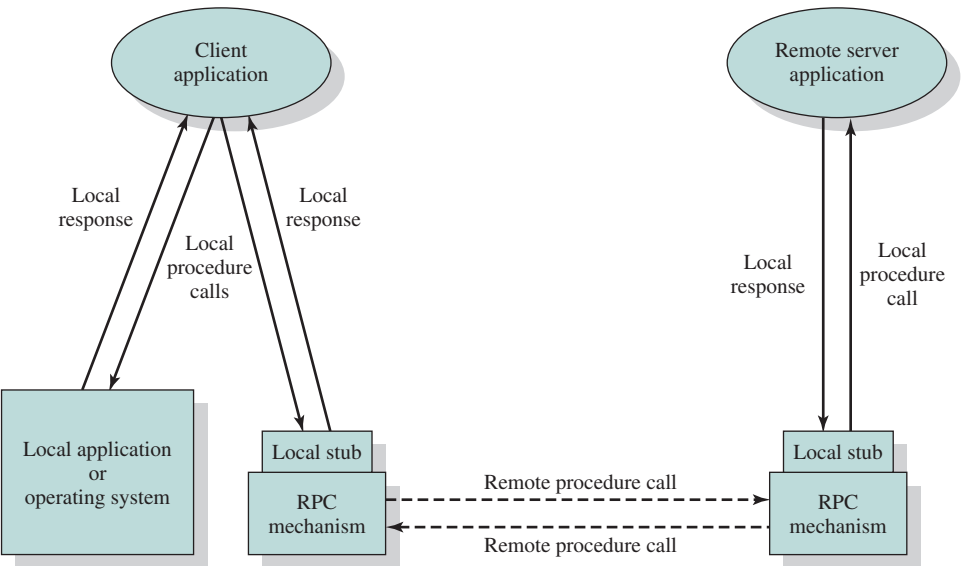 Client
application
Remote server
application
Local
response
Local
procedure
calls
Local
response
Local
response
Local
procedure
call
Local application
or
operating system
Local stub
RPC
mechanism
Remote procedure call
Remote procedure call
Local stub
RPC
mechanism